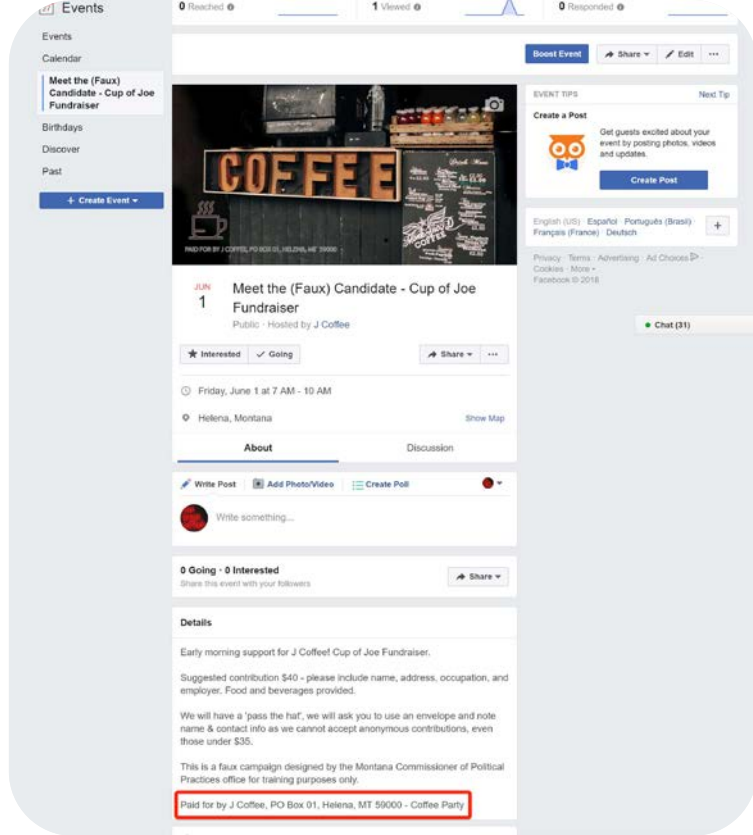 Events
0 Reached
1 Viewed
0 Responded
Events
Calendar
Meet the (Faux)
Candidate - Cup of Joe
Fundraiser
Birthdays
Discover
Past
+ Create Event
Boost Event
Share
Edit
COFFEE
PAID FOR BY J COFFEE, PO BOX 01, HELENA, MT 59000
EVENT TIPS
Next Tip
Create a Post
Get guests excited about your
event by posting photos, videos
and updates.
Create Post
English (US) · Español · Português (Brasil) ·
Français (France) · Deutsch
+
Privacy · Terms · Advertising · Ad Choices
Cookies · More
Facebook © 2018
Chat (31)
JUN
1
Meet the (Faux) Candidate - Cup of Joe
Fundraiser
Public · Hosted by J Coffee
Interested
Going
Share
Friday, June 1 at 7 AM - 10 AM
Helena, Montana
Show Map
About
Discussion
Write Post
Add Photo/Video
Create Poll
Write something...
0 Going · 0 Interested
Share this event with your followers
Share
Details
Early morning support for J Coffee! Cup of Joe Fundraiser.
Suggested contribution $40 - please include name, address, occupation, and
employer. Food and beverages provided.
We will have a 'pass the hat', we will ask you to use an envelope and note
name & contact info as we cannot accept anonymous contributions, even
those under $35.
This is a faux campaign designed by the Montana Commissioner of Political
Practices office for training purposes only.
Paid for by J Coffee, PO Box 01, Helena, MT 59000 - Coffee Party